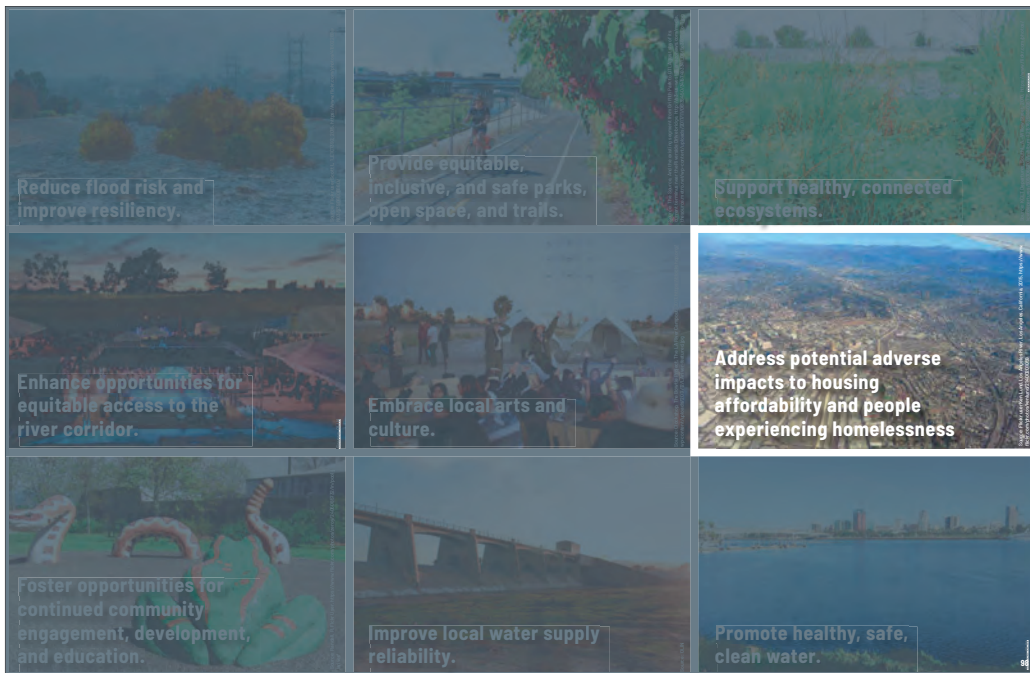 Reduce flood risk and
improve resiliency.
Provide equitable,
inclusive, and safe parks,
open space, and trails.
Support healthy, connected
ecosystems.
Enhance opportunities for
equitable access to the
river corridor.
Embrace local arts and
culture.
Address potential adverse
impacts to housing
affordability and people
experiencing homelessness
Foster opportunities for
continued community
engagement, development,
and education.
Improve local water supply
reliability.
Promote healthy, safe,
clean water.
98